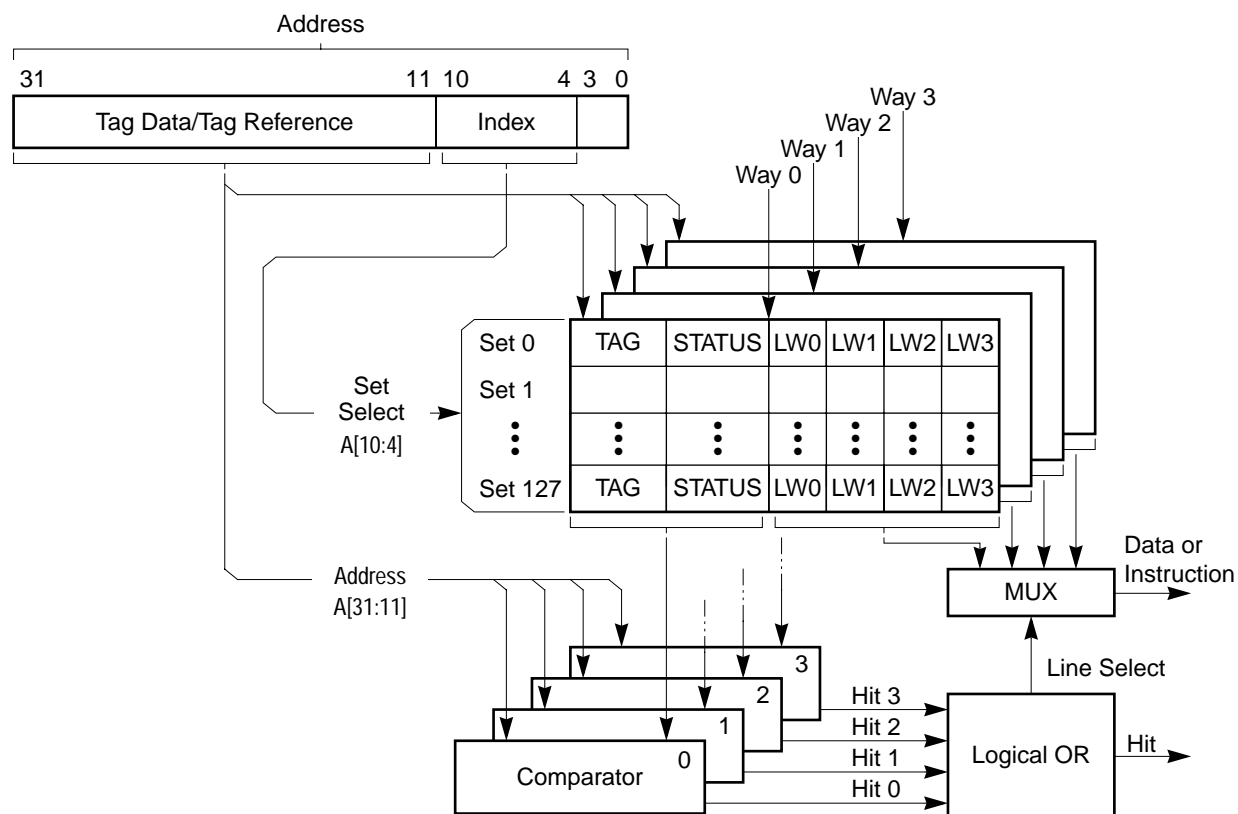 Address
31 11 10 4 3 0
Tag Data/Tag Reference Index
Way 3
Way 2
Way 1
Way 0
Set 0 TAG STATUS LW0 LW1 LW2 LW3
Set 1
Set
Select
A[10:4]
Set 127 TAG STATUS LW0 LW1 LW2 LW3
Address
A[31:11]
Data or
Instruction
MUX
Line Select
3
2
1
0
Comparator
Hit 3
Hit 2
Hit 1
Hit 0
Logical OR
Hit